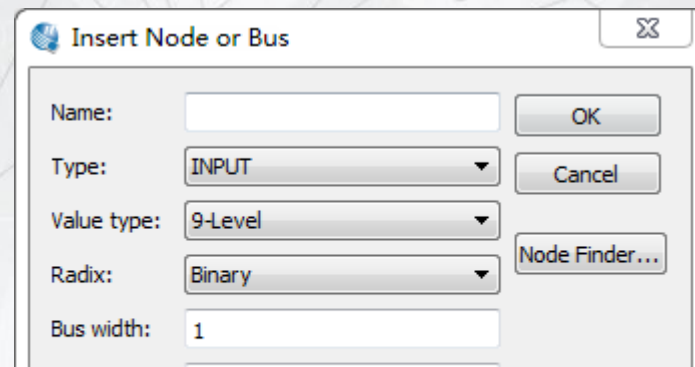 Insert Node or Bus
Name:
OK
Type: INPUT
Cancel
Value type: 9-Level
Node Finder...
Radix: Binary
Bus width: 1